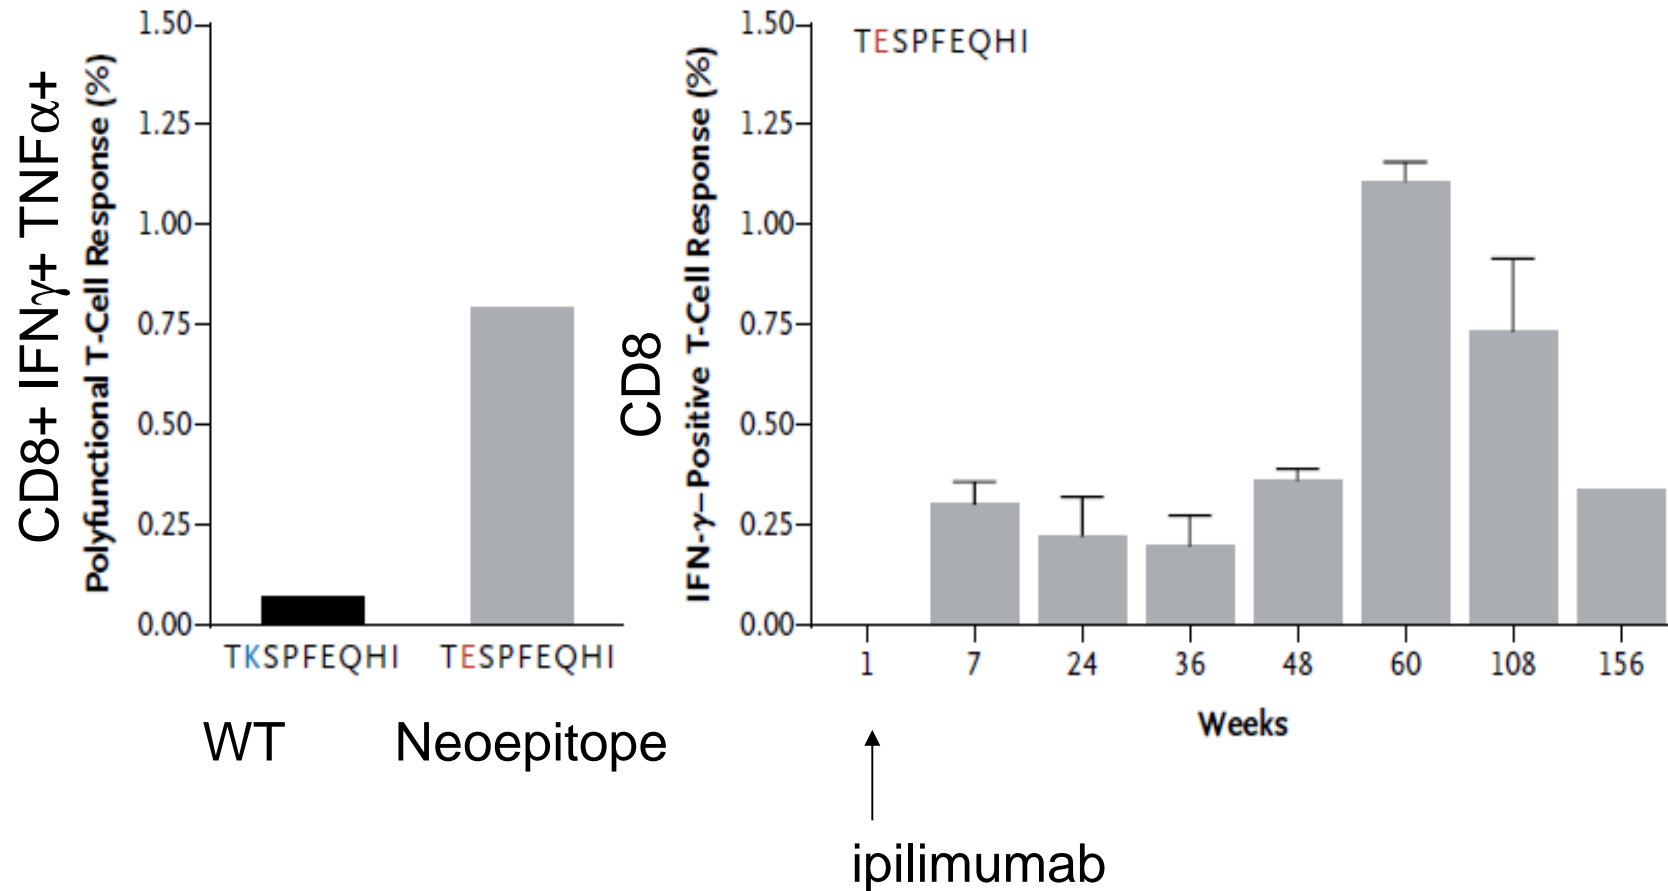 CD8+ IFNγ+ TNFα+
Polyfunctional T-Cell Response (%)
1.50
1.25
1.00
0.75
0.50
0.25
0.00
TKSPFEQHI TESPFEQHI
WT Neoepitope
CD8
IFN-γ–Positive T-Cell Response (%)
1.50
1.25
1.00
0.75
0.50
0.25
0.00
TESPFEQHI
1 7 24 36 48 60 108 156
Weeks
ipilimumab